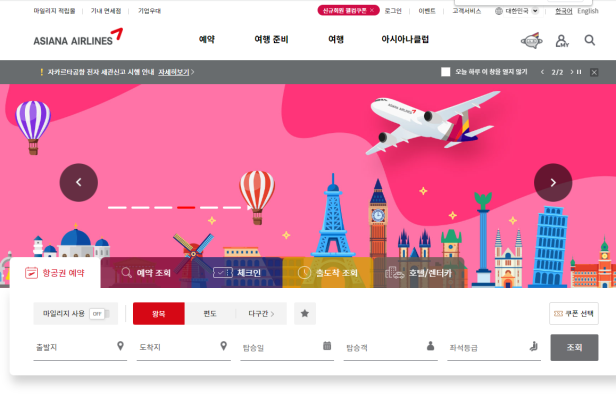 마일리지 적립몰 기내 면세점 기업우대 신규회원 웰컴쿠폰 × 로그인 이벤트 고객서비스 대한민국 한국어 English
ASIANA AIRLINES 예약 여행 준비 여행 아시아나클럽 MY
! 자카르타공항 전자 세관신고 시행 안내 자세히보기 > 오늘 하루 이 창을 열지 않기 < 2/2 >
항공권 예약 예약 조회 체크인 출도착 조회 호텔/렌터카
마일리지 사용 OFF 왕복 편도 다구간 > 쿠폰 선택
출발지 도착지 탑승일 탑승객 좌석등급 조회